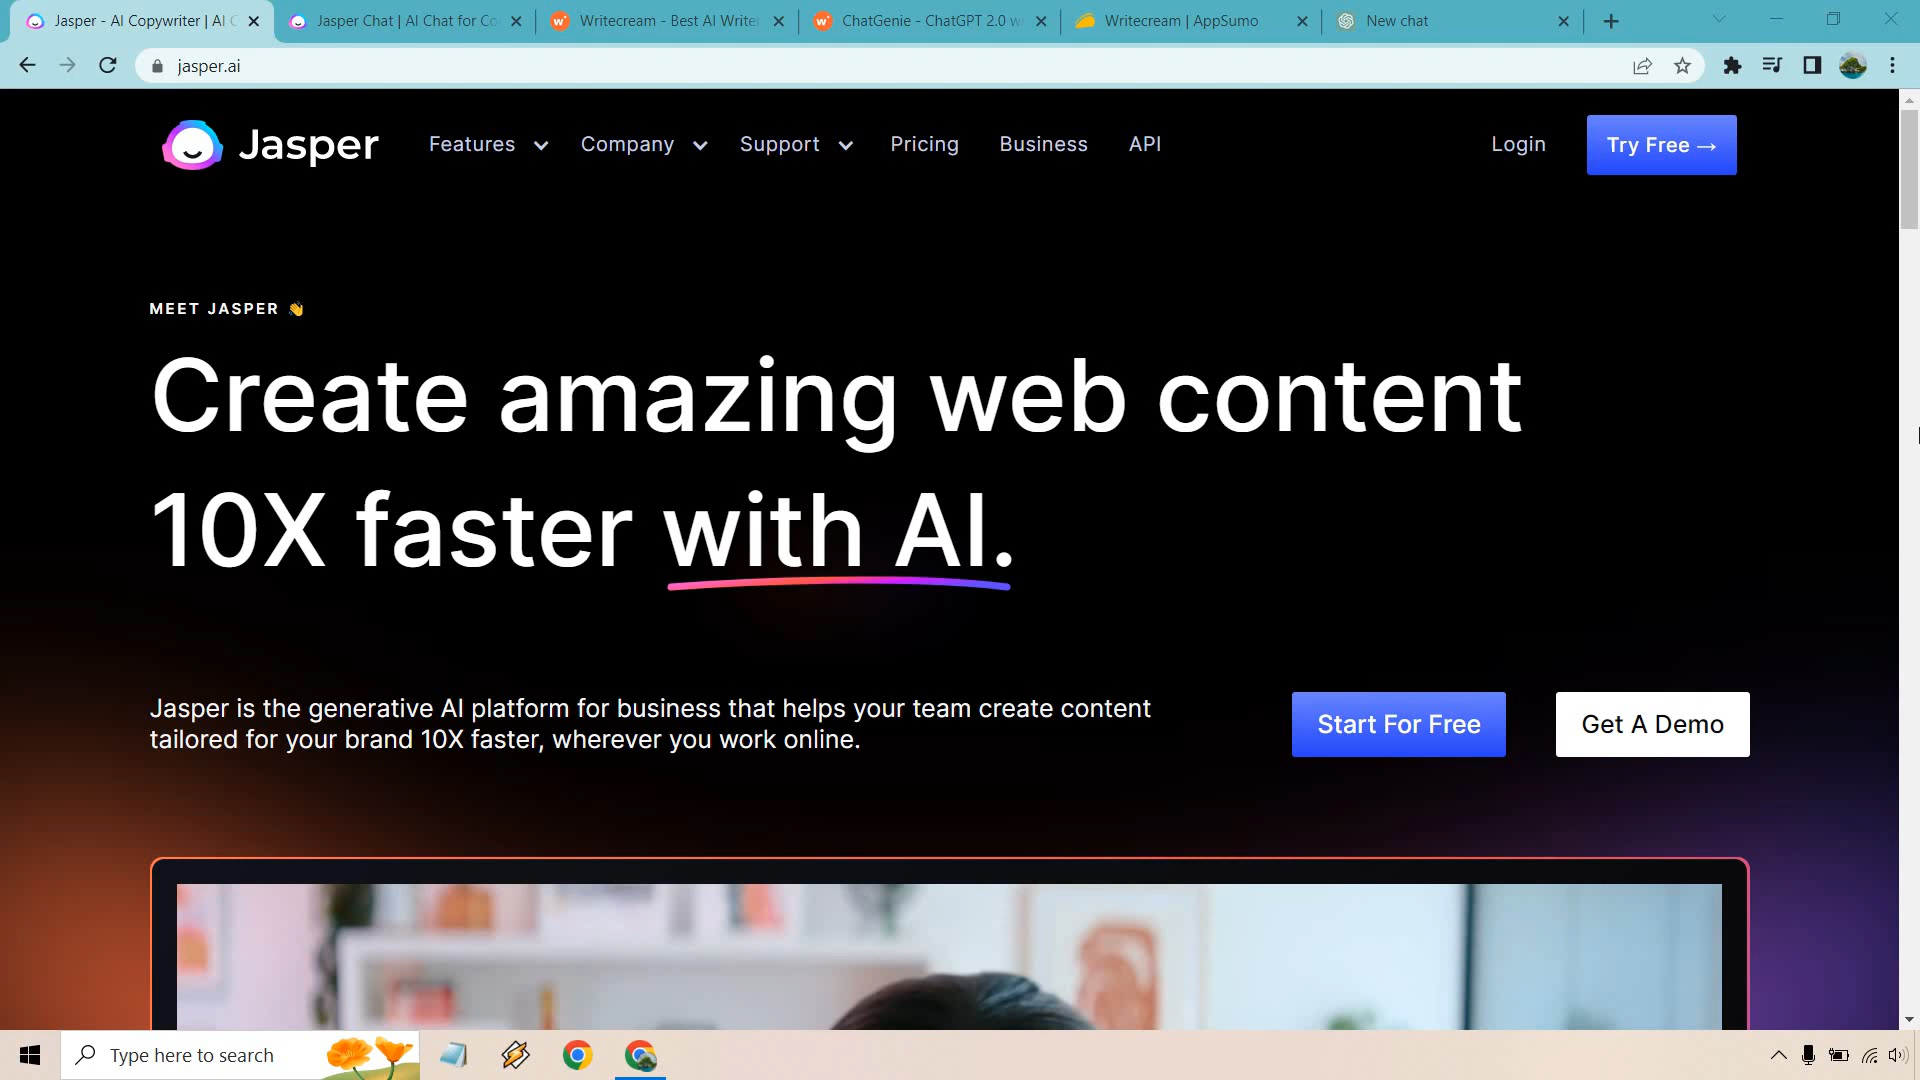 Jasper - AI Copywriter | AI C
Jasper Chat | AI Chat for Co
Writecream - Best AI Writer
ChatGenie - ChatGPT 2.0 w
Writecream | AppSumo
New chat
jasper.ai
Jasper
Features
Company
Support
Pricing
Business
API
Login
Try Free →
MEET JASPER 👋
Create amazing web content
10X faster with AI.
Jasper is the generative AI platform for business that helps your team create content
tailored for your brand 10X faster, wherever you work online.
Start For Free
Get A Demo
Type here to search